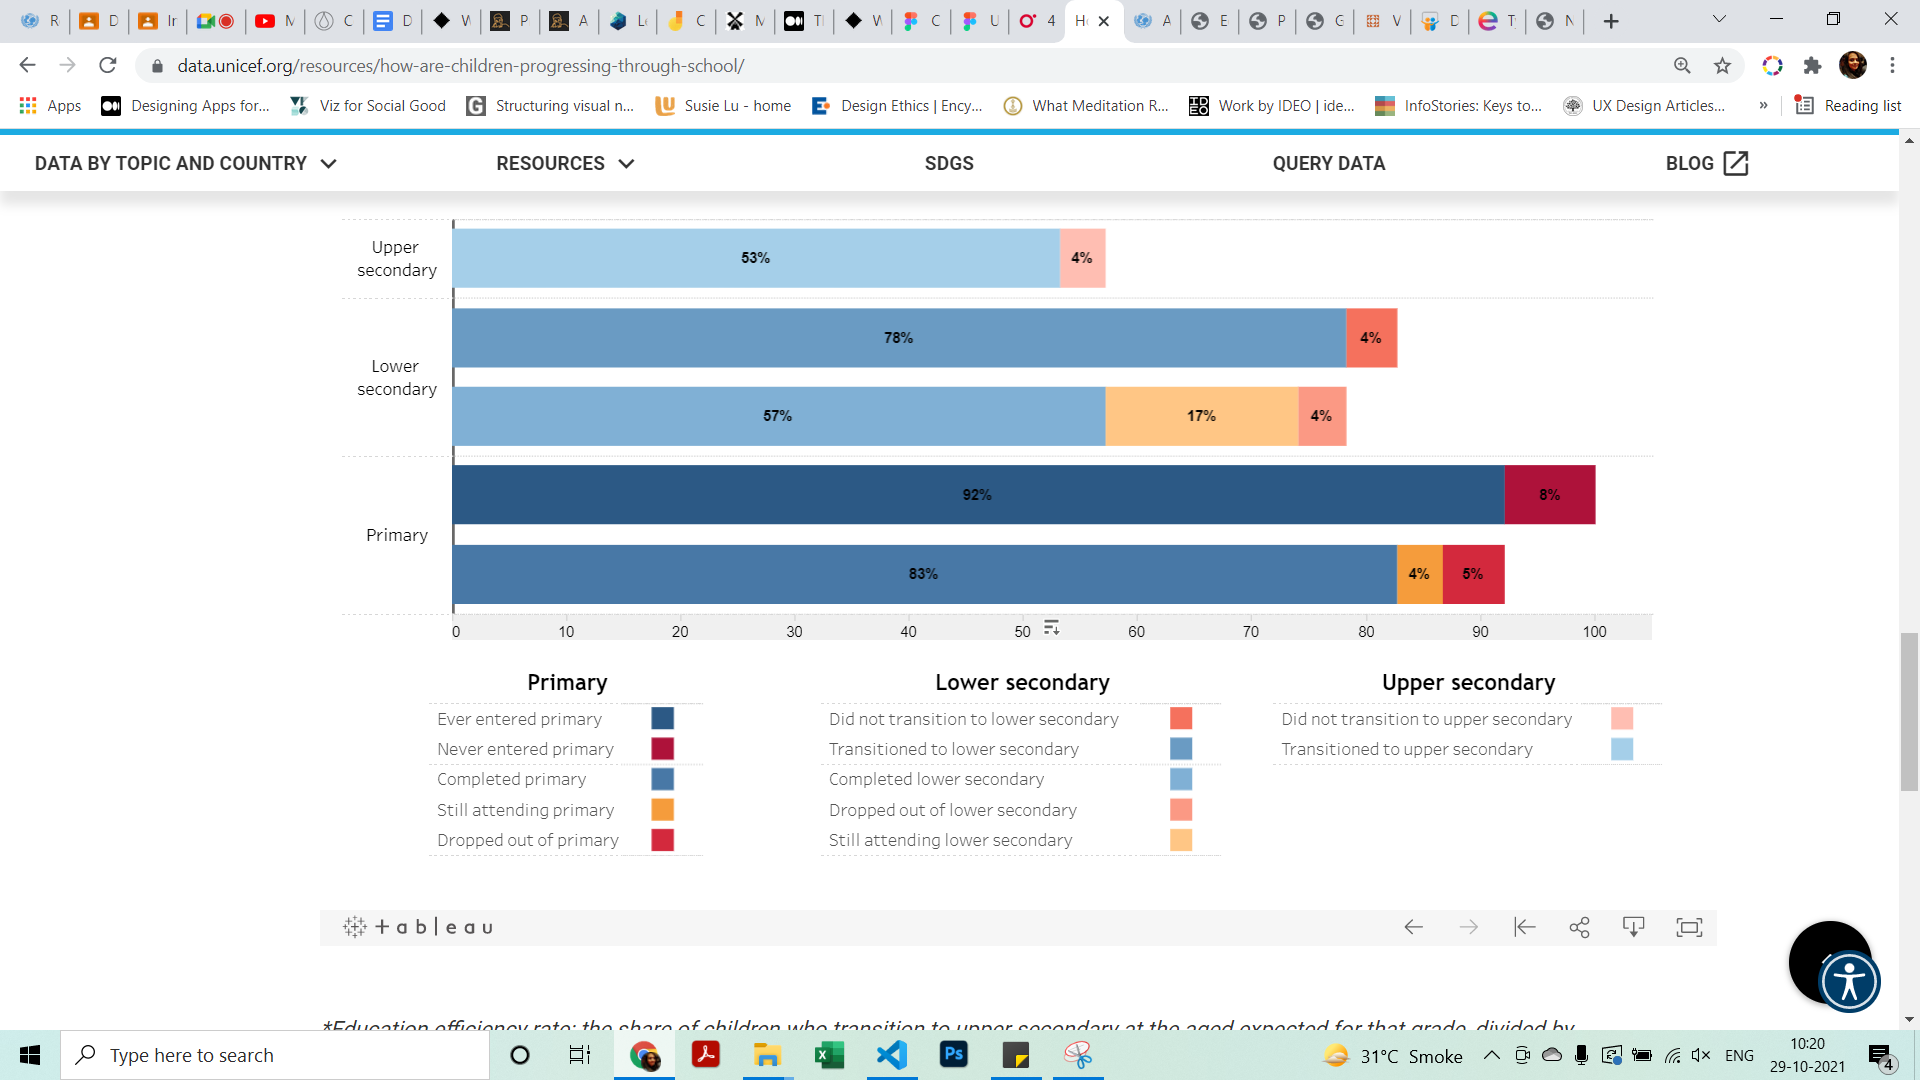 R D Ir M C D W P A Le C M Tl W C U 4 He A E P G V D Ty N
data.unicef.org/resources/how-are-children-progressing-through-school/
Apps Designing Apps for... Viz for Social Good Structuring visual n... Susie Lu - home Design Ethics | Ency... What Meditation R... Work by IDEO | ide... InfoStories: Keys to... UX Design Articles... » Reading list
DATA BY TOPIC AND COUNTRY RESOURCES SDGS QUERY DATA BLOG
Upper
secondary
53% 4%
Lower
secondary
78% 4%
57% 17% 4%
Primary
92% 8%
83% 4% 5%
0 10 20 30 40 50 60 70 80 90 100
Primary Lower secondary Upper secondary
Ever entered primary Did not transition to lower secondary Did not transition to upper secondary
Never entered primary Transitioned to lower secondary Transitioned to upper secondary
Completed primary Completed lower secondary
Still attending primary Dropped out of lower secondary
Dropped out of primary Still attending lower secondary
+ a b | e a u
*Education efficiency rate: the share of children who transition to upper secondary at the aged expected for that grade, divided by
Type here to search
31°C Smoke ENG
10:20
29-10-2021
4